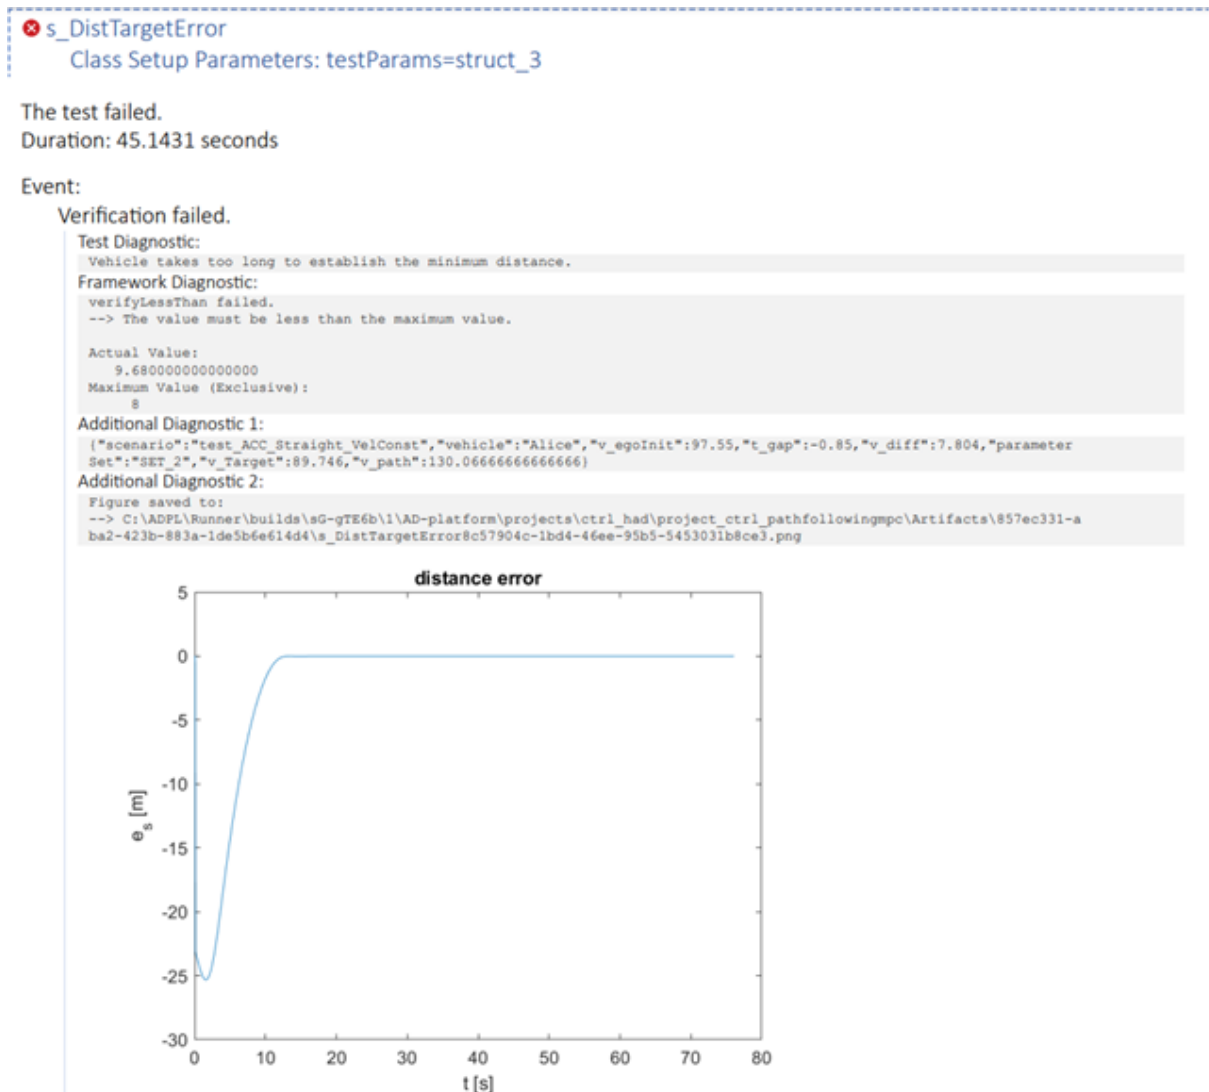 s_DistTargetError
Class Setup Parameters: testParams=struct_3
The test failed.
Duration: 45.1431 seconds
Event:
Verification failed.
Test Diagnostic:
Vehicle takes too long to establish the minimum distance.
Framework Diagnostic:
verifyLessThan failed.
--> The value must be less than the maximum value.
Actual Value:
9.680000000000000
Maximum Value (Exclusive):
8
Additional Diagnostic 1:
{"scenario":"test_ACC_Straight_VelConst","vehicle":"Alice","v_egoInit":97.55,"t_gap":-0.85,"v_diff":7.804,"parameter
Set":"SET_2","v_Target":89.746,"v_path":130.06666666666666}
Additional Diagnostic 2:
Figure saved to:
--> C:\ADPL\Runner\builds\sG-gTE6b\1\AD-platform\projects\ctrl_had\project_ctrl_pathfollowingmpc\Artifacts\857ec331-a
ba2-423b-883a-1de5b6e614d4\s_DistTargetError8c57904c-1bd4-46ee-95b5-5453031b8ce3.png
distance error
5
0
-5
-10
-15
-20
-25
-30
e_s [m]
0 10 20 30 40 50 60 70 80
t [s]